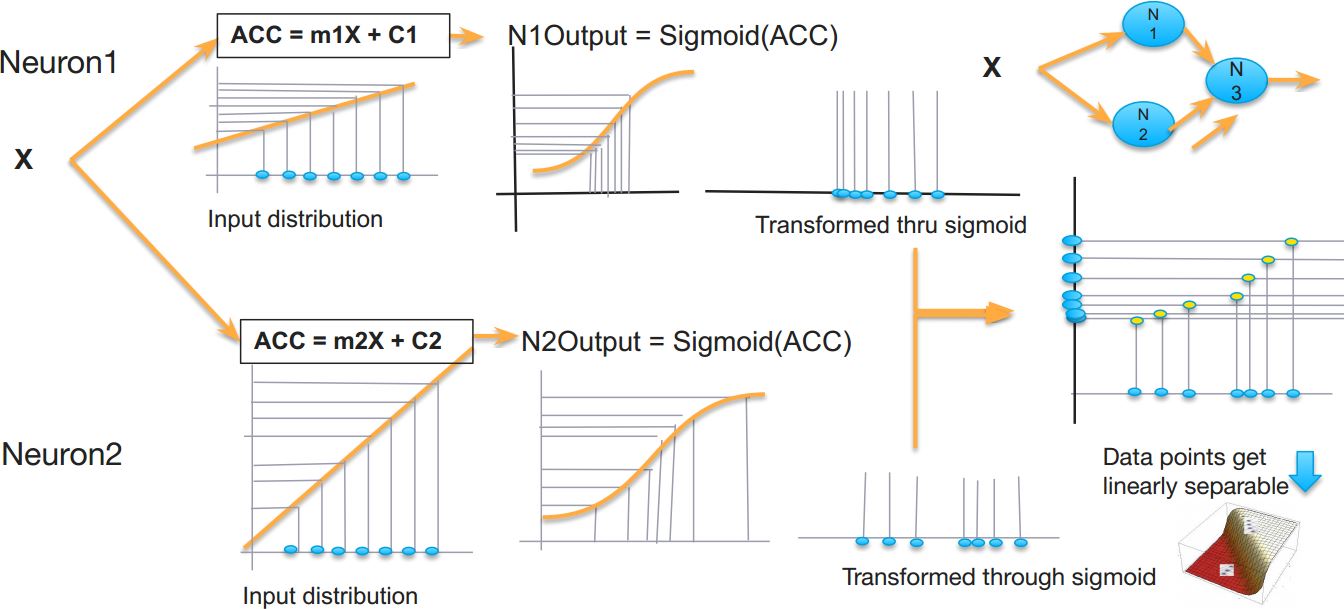 Neuron1
X
ACC = m1X + C1
N1Output = Sigmoid(ACC)
Input distribution
Transformed thru sigmoid
X
N
1
N
2
N
3
Neuron2
ACC = m2X + C2
N2Output = Sigmoid(ACC)
Input distribution
Transformed through sigmoid
Data points get
linearly separable